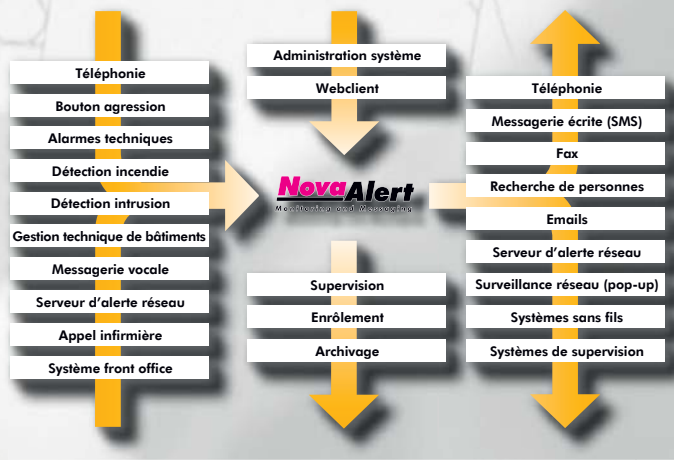 Téléphonie
Bouton agression
Alarmes techniques
Détection incendie
Détection intrusion
Gestion technique de bâtiments
Messagerie vocale
Serveur d'alerte réseau
Appel infirmière
Système front office
Administration système
Webclient
NovaAlert
Monitoring and Messaging
Supervision
Enrôlement
Archivage
Téléphonie
Messagerie écrite (SMS)
Fax
Recherche de personnes
Emails
Serveur d'alerte réseau
Surveillance réseau (pop-up)
Systèmes sans fils
Systèmes de supervision